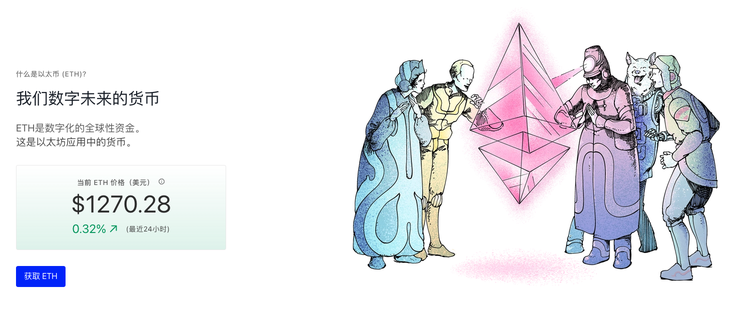 什么是以太币 (ETH)?
我们数字未来的货币
ETH是数字化的全球性资金。
这是以太坊应用中的货币。
当前 ETH 价格（美元）
$1270.28
0.32% ↗ (最近24小时)
获取 ETH